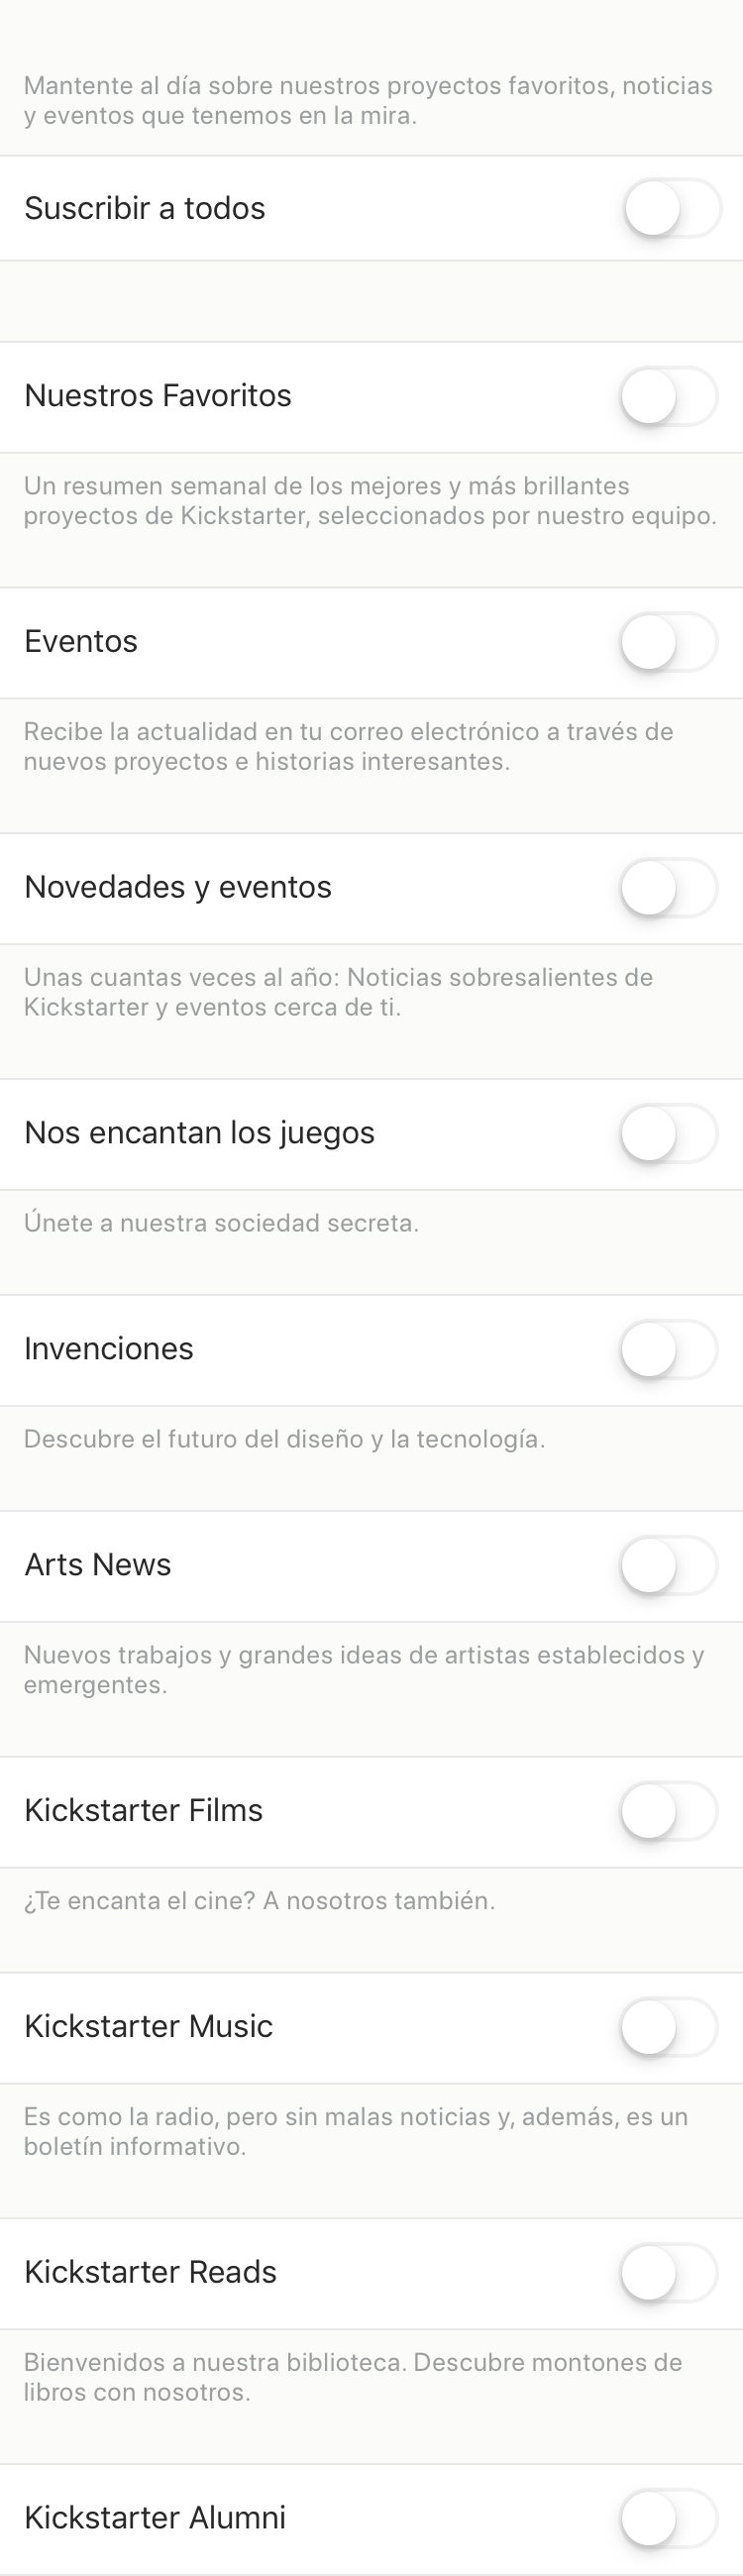 Mantente al día sobre nuestros proyectos favoritos, noticias
y eventos que tenemos en la mira.
Suscribir a todos
Nuestros Favoritos
Un resumen semanal de los mejores y más brillantes
proyectos de Kickstarter, seleccionados por nuestro equipo.
Eventos
Recibe la actualidad en tu correo electrónico a través de
nuevos proyectos e historias interesantes.
Novedades y eventos
Unas cuantas veces al año: Noticias sobresalientes de
Kickstarter y eventos cerca de ti.
Nos encantan los juegos
Únete a nuestra sociedad secreta.
Invenciones
Descubre el futuro del diseño y la tecnología.
Arts News
Nuevos trabajos y grandes ideas de artistas establecidos y
emergentes.
Kickstarter Films
¿Te encanta el cine? A nosotros también.
Kickstarter Music
Es como la radio, pero sin malas noticias y, además, es un
boletín informativo.
Kickstarter Reads
Bienvenidos a nuestra biblioteca. Descubre montones de
libros con nosotros.
Kickstarter Alumni